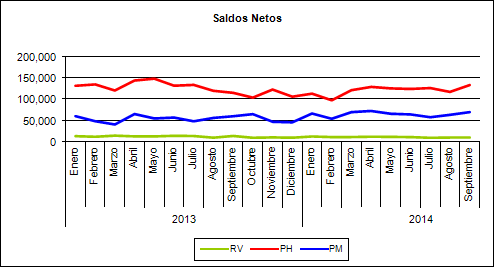 Saldos Netos
200,000
150,000
100,000
50,000
0
Enero
Febrero
Marzo
Abril
Mayo
Junio
Julio
Agosto
Septiembre
Octubre
Noviembre
Diciembre
Enero
Febrero
Marzo
Abril
Mayo
Junio
Julio
Agosto
Septiembre
2013 2014
RV PH PM